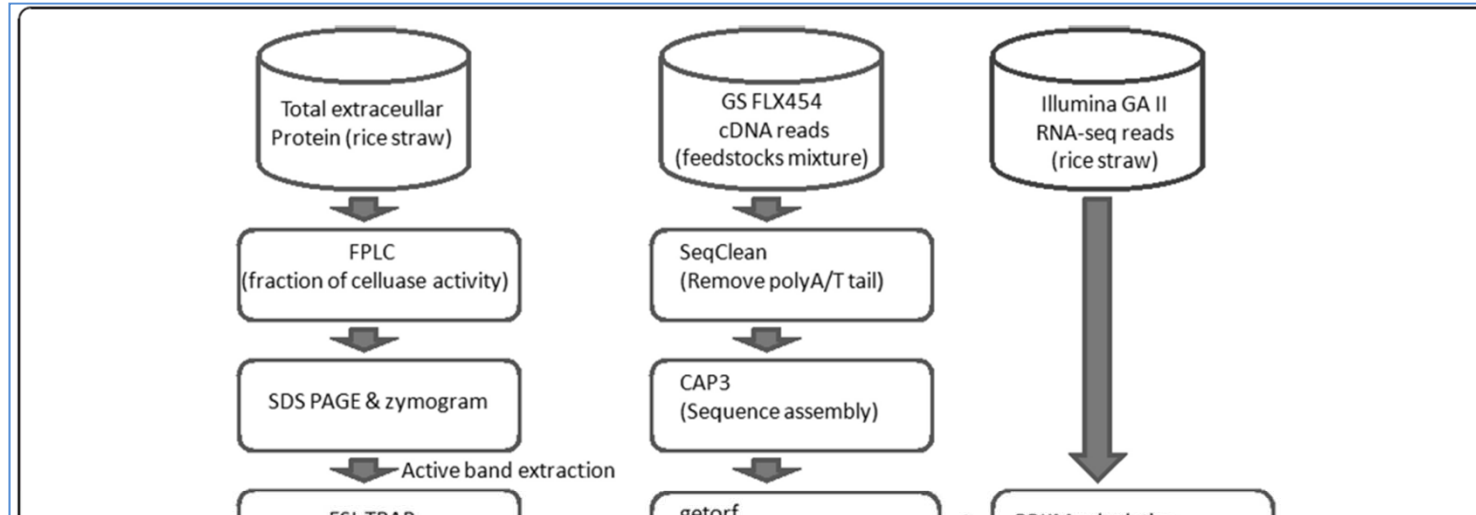 Total extraceullar
Protein (rice straw)
GS FLX454
cDNA reads
(feedstocks mixture)
Illumina GA II
RNA-seq reads
(rice straw)
FPLC
(fraction of celluase activity)
SeqClean
(Remove polyA/T tail)
SDS PAGE & zymogram
CAP3
(Sequence assembly)
Active band extraction
getorf